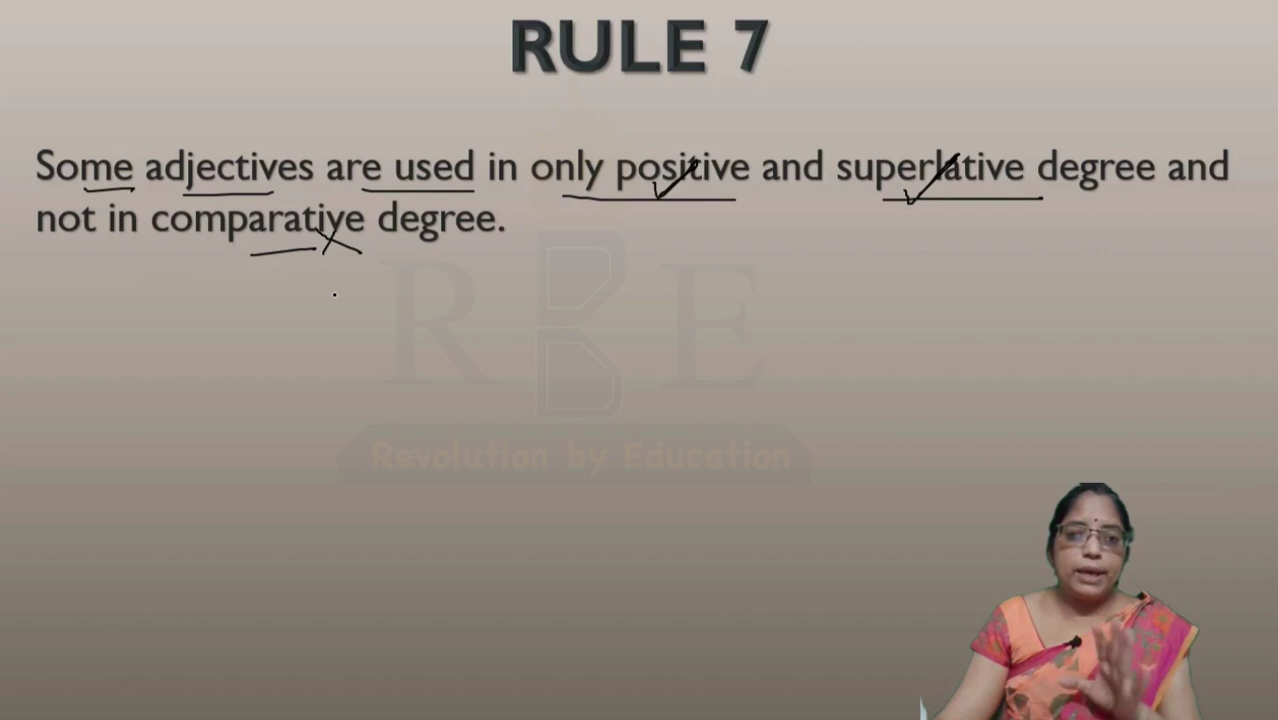 RULE 7
Some adjectives are used in only positive and superlative degree and
not in comparative degree.
R B E
Revolution by Education